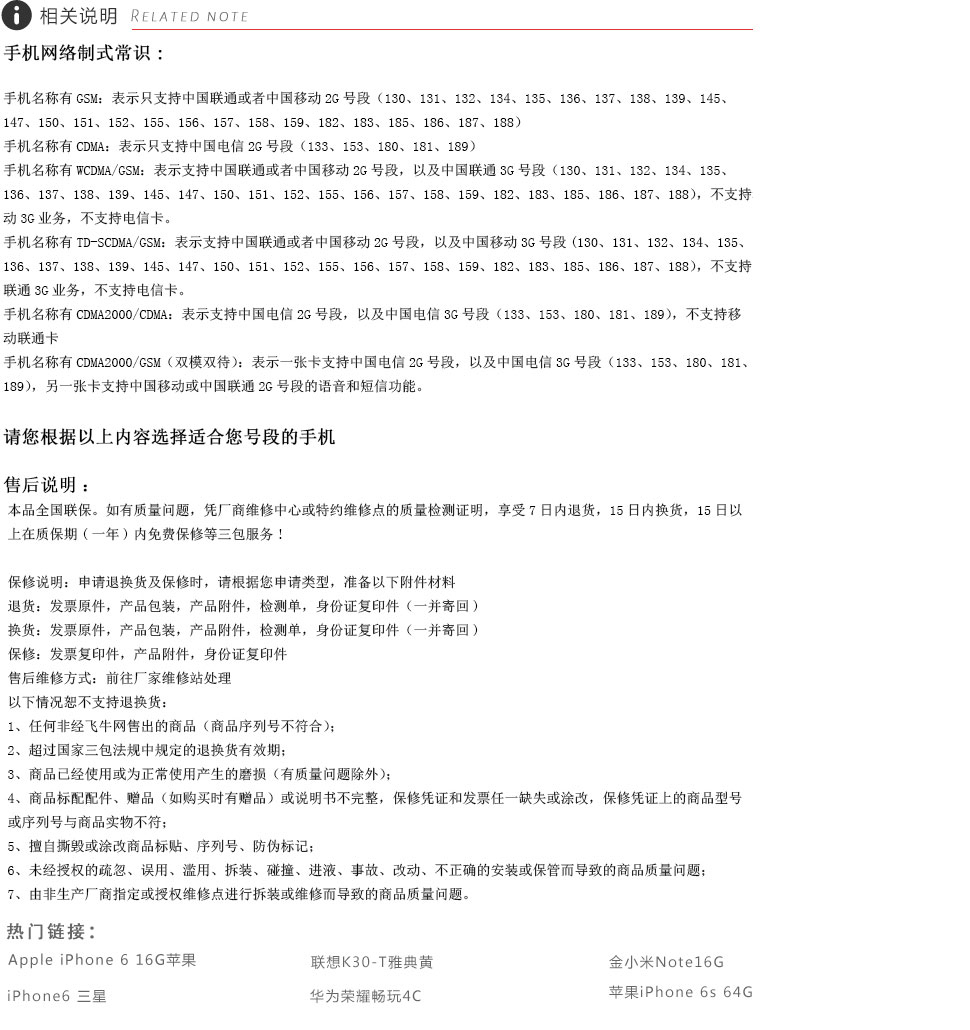 相关说明 RELATED NOTE
手机网络制式常识：
手机名称有 GSM：表示只支持中国联通或者中国移动 2G 号段（130、131、132、134、135、136、137、138、139、145、
147、150、151、152、155、156、157、158、159、182、183、185、186、187、188）
手机名称有 CDMA：表示只支持中国电信 2G 号段（133、153、180、181、189）
手机名称有 WCDMA/GSM：表示支持中国联通或者中国移动 2G 号段，以及中国联通 3G 号段（130、131、132、134、135、
136、137、138、139、145、147、150、151、152、155、156、157、158、159、182、183、185、186、187、188），不支持
动 3G 业务，不支持电信卡。
手机名称有 TD-SCDMA/GSM：表示支持中国联通或者中国移动 2G 号段，以及中国移动 3G 号段（130、131、132、134、135、
136、137、138、139、145、147、150、151、152、155、156、157、158、159、182、183、185、186、187、188），不支持
联通 3G 业务，不支持电信卡。
手机名称有 CDMA2000/CDMA：表示支持中国电信 2G 号段，以及中国电信 3G 号段（133、153、180、181、189），不支持移
动联通卡
手机名称有 CDMA2000/GSM（双模双待）：表示一张卡支持中国电信 2G 号段，以及中国电信 3G 号段（133、153、180、181、
189），另一张卡支持中国移动或中国联通 2G 号段的语音和短信功能。
请您根据以上内容选择适合您号段的手机
售后说明：
本品全国联保。如有质量问题，凭厂商维修中心或特约维修点的质量检测证明，享受 7 日内退货，15 日内换货，15 日以
上在质保期（一年）内免费保修等三包服务！
保修说明：申请退换货及保修时，请根据您申请类型，准备以下附件材料
退货：发票原件，产品包装，产品附件，检测单，身份证复印件（一并寄回）
换货：发票原件，产品包装，产品附件，检测单，身份证复印件（一并寄回）
保修：发票复印件，产品附件，身份证复印件
售后维修方式：前往厂家维修站处理
以下情况恕不支持退换货：
1、任何非经飞牛网售出的商品（商品序列号不符合）；
2、超过国家三包法规中规定的退换货有效期；
3、商品己经使用或为正常使用产生的磨损（有质量问题除外）；
4、商品标配配件、赠品（如购买时有赠品）或说明书不完整，保修凭证和发票任一缺失或涂改，保修凭证上的商品型号
或序列号与商品实物不符；
5、擅自撕毁或涂改商品标贴、序列号、防伪标记；
6、未经授权的疏忽、误用、滥用、拆装、碰撞、进液、事故、改动、不正确的安装或保管而导致的商品质量问题；
7、由非生产厂商指定或授权维修点进行拆装或维修而导致的商品质量问题。
热门链接：
Apple iPhone 6 16G苹果 联想K30-T雅典黄 金小米Note16G
iPhone6 三星 华为荣耀畅玩4C 苹果iPhone 6s 64G